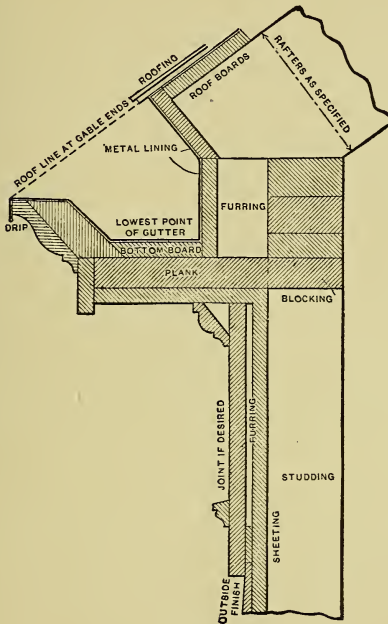 ROOFING
ROOF BOARDS
RAFTERS AS SPECIFIED
ROOF LINE AT GABLE ENDS
METAL LINING
DRIP
LOWEST POINT
OF GUTTER
FURRING
BOTTOM BOARD
PLANK
BLOCKING
JOINT IF DESIRED
FURRING
STUDDING
SHEETING
OUTSIDE
FINISH